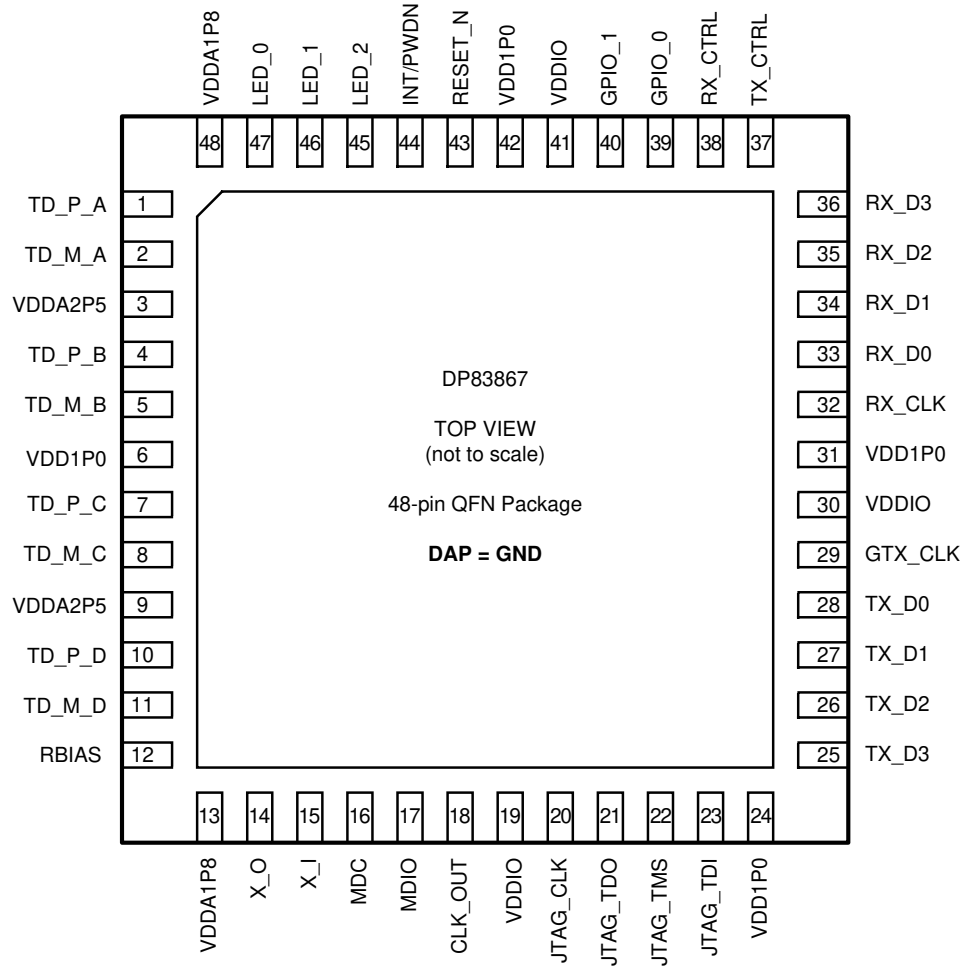 VDDA1P8
LED_0
LED_1
LED_2
INT/PWDN
RESET_N
VDD1P0
VDDIO
GPIO_1
GPIO_0
RX_CTRL
TX_CTRL
48
47
46
45
44
43
42
41
40
39
38
37
TD_P_A 1
TD_M_A 2
VDDA2P5 3
TD_P_B 4
TD_M_B 5
VDD1P0 6
TD_P_C 7
TD_M_C 8
VDDA2P5 9
TD_P_D 10
TD_M_D 11
RBIAS 12
DP83867
TOP VIEW
(not to scale)
48-pin QFN Package
DAP = GND
36 RX_D3
35 RX_D2
34 RX_D1
33 RX_D0
32 RX_CLK
31 VDD1P0
30 VDDIO
29 GTX_CLK
28 TX_D0
27 TX_D1
26 TX_D2
25 TX_D3
13
14
15
16
17
18
19
20
21
22
23
24
VDDA1P8
X_O
X_I
MDC
MDIO
CLK_OUT
VDDIO
JTAG_CLK
JTAG_TDO
JTAG_TMS
JTAG_TDI
VDD1P0